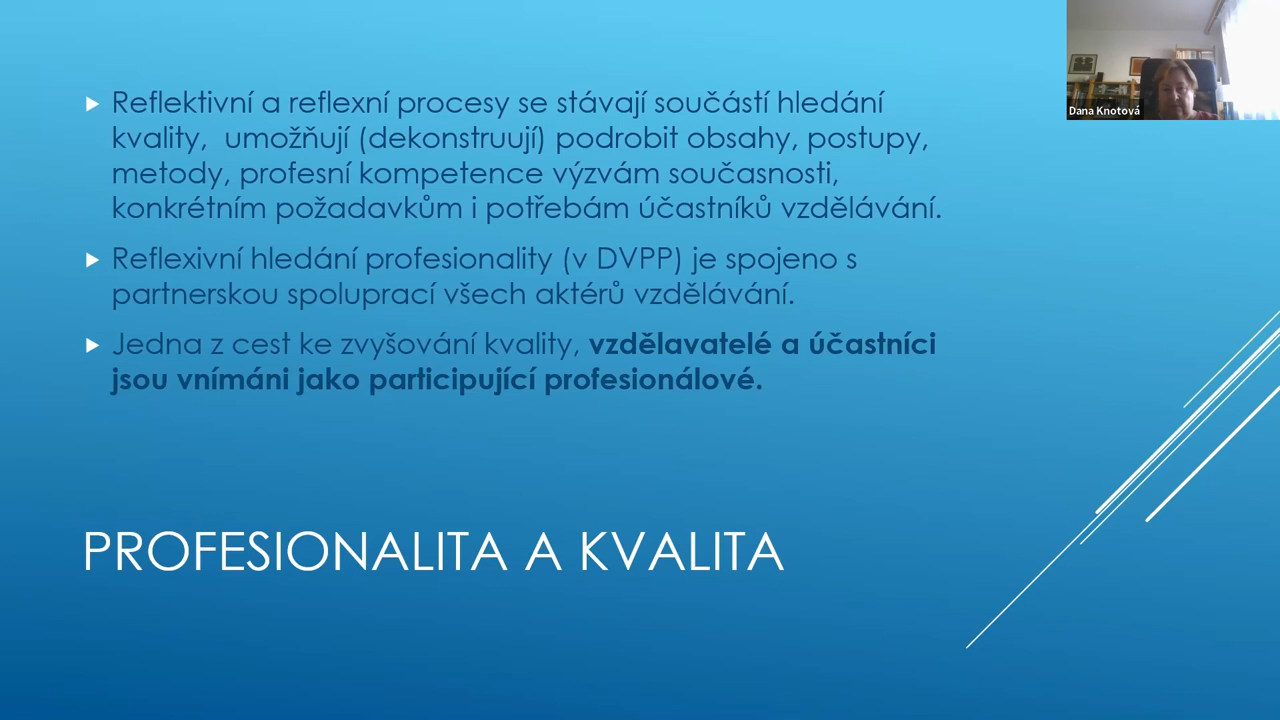 Reflektivní a reflexní procesy se stávají součástí hledání
kvality,  umožňují (dekonstruují) podrobit obsahy, postupy,
metody, profesní kompetence výzvám současnosti,
konkrétním požadavkům i potřebám účastníků vzdělávání.
Reflexivní hledání profesionality (v DVPP) je spojeno s
partnerskou spoluprací všech aktérů vzdělávání.
Jedna z cest ke zvyšování kvality, vzdělavatelé a účastníci
jsou vnímáni jako participující profesionálové.
PROFESIONALITA A KVALITA
Dana Knotová